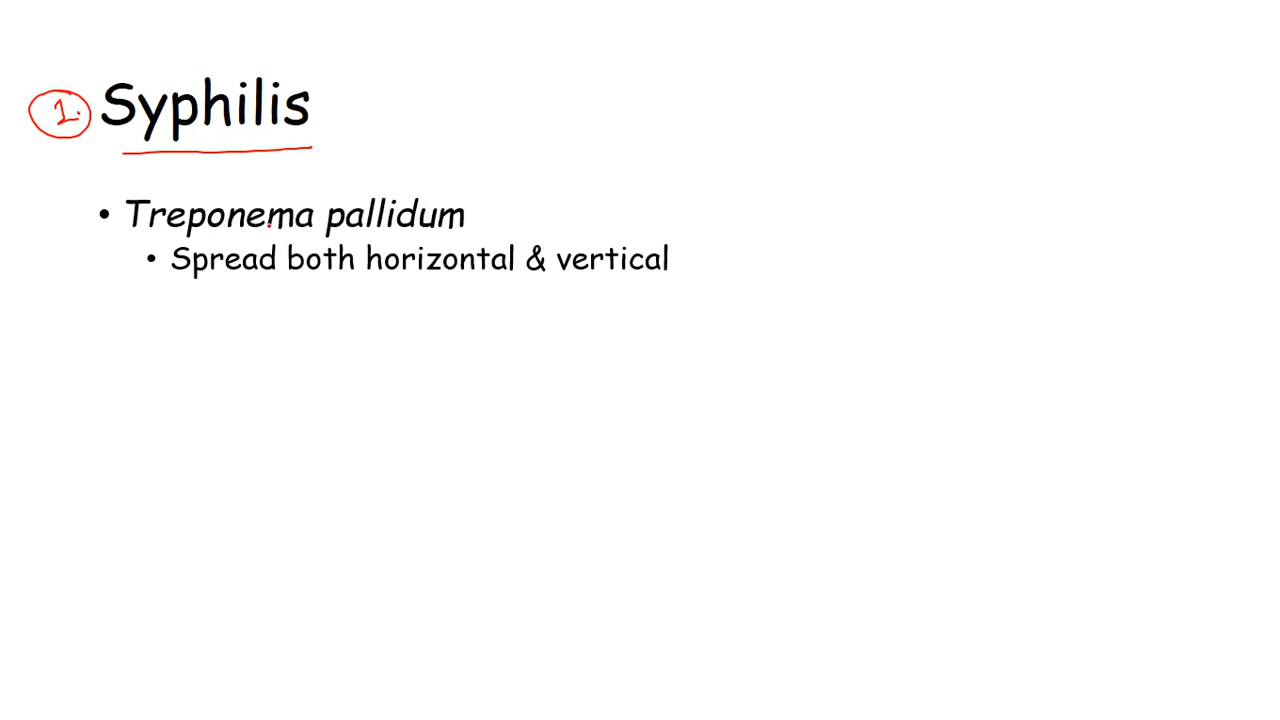 1. Syphilis
• Treponema pallidum
• Spread both horizontal & vertical